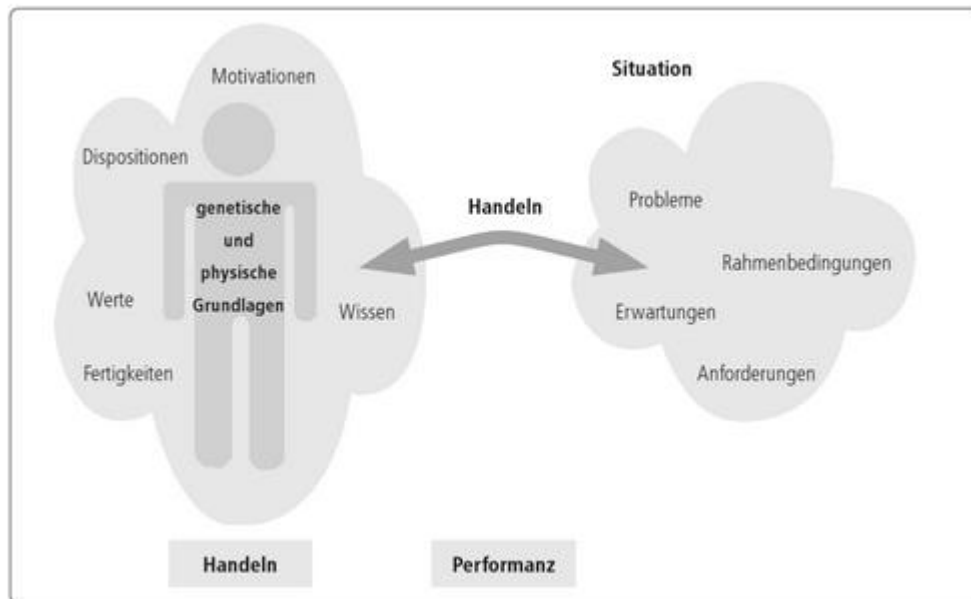 Motivationen
Situation
Dispositionen
genetische
und
physische
Grundlagen
Handeln
Probleme
Rahmenbedingungen
Werte
Wissen
Erwartungen
Fertigkeiten
Anforderungen
Handeln
Performanz